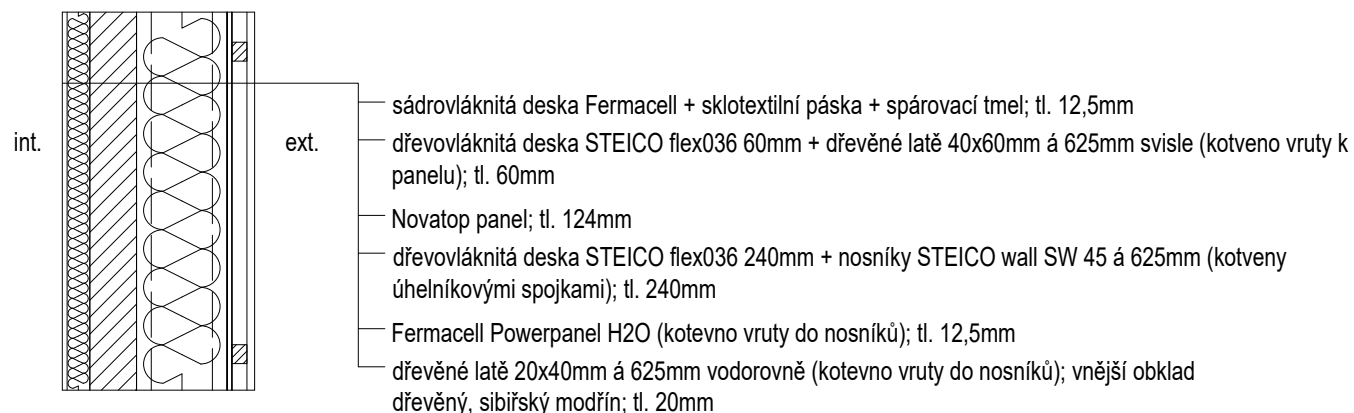 int.
ext.
sádrovláknitá deska Fermacell + sklotextilní páska + spárovací tmel; tl. 12,5mm
dřevovláknitá deska STEICO flex036 60mm + dřevěné latě 40x60mm á 625mm svisle (kotveno vruty k
panelu); tl. 60mm
Novatop panel; tl. 124mm
dřevovláknitá deska STEICO flex036 240mm + nosníky STEICO wall SW 45 á 625mm (kotveny
úhelníkovými spojkami); tl. 240mm
Fermacell Powerpanel H2O (kotevno vruty do nosníků); tl. 12,5mm
dřevěné latě 20x40mm á 625mm vodorovně (kotevno vruty do nosníků); vnější obklad
dřevěný, sibiřský modřín; tl. 20mm